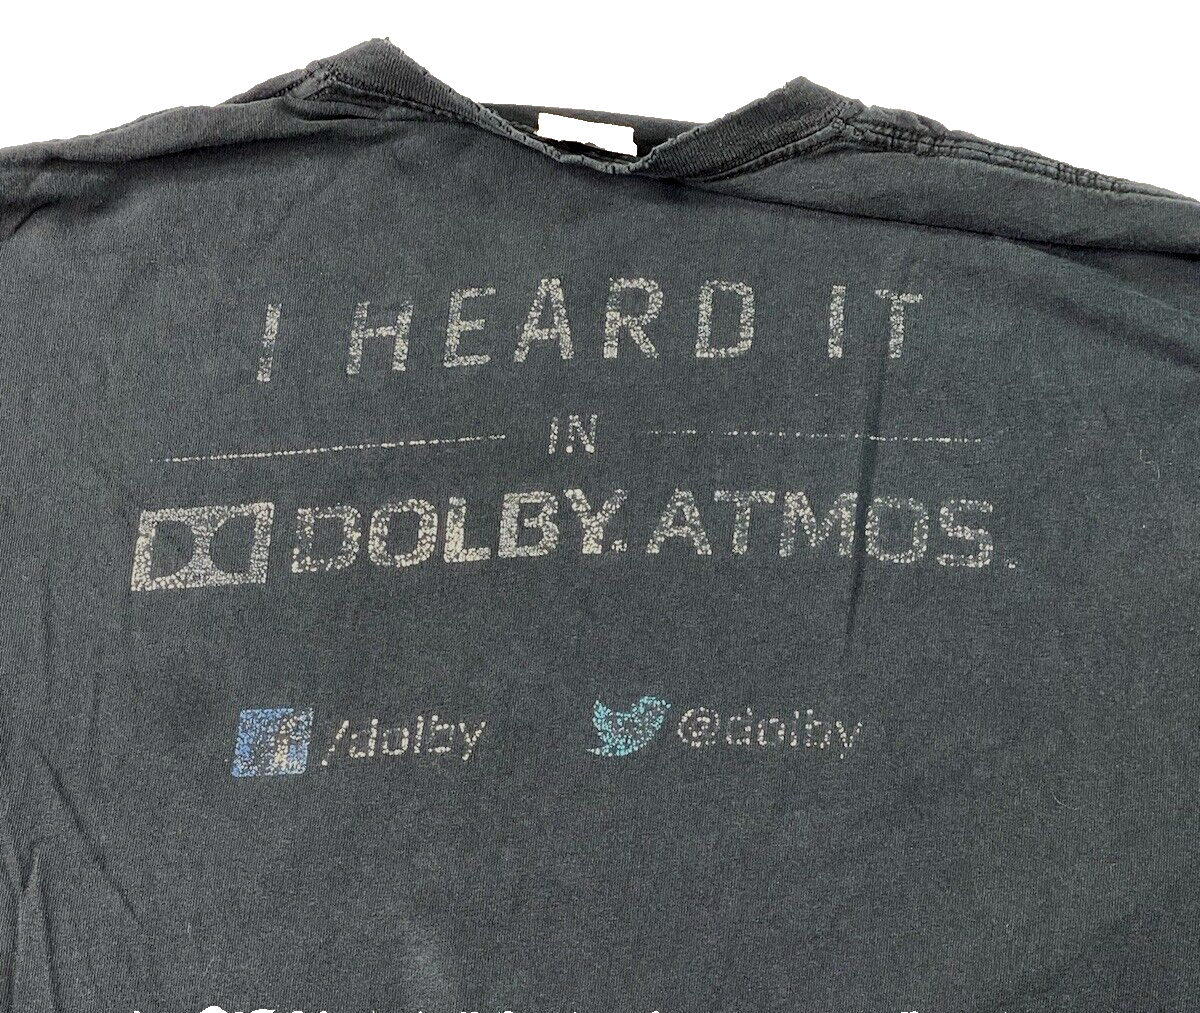 I HEARD IT
IN
DOLBY ATMOS
f /dolby @dolby